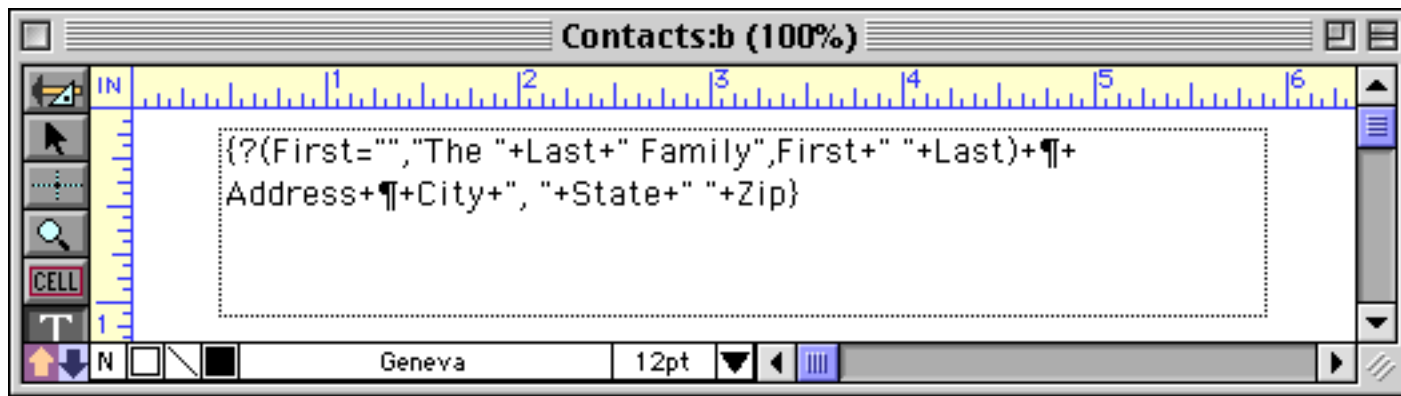 Contacts:b (100%)
IN 1 2 3 4 5 6
{?(First="","The "+Last+" Family",First+" "+Last)+¶+
Address+¶+City+", "+State+" "+Zip}
CELL
T 1
N Geneva 12pt